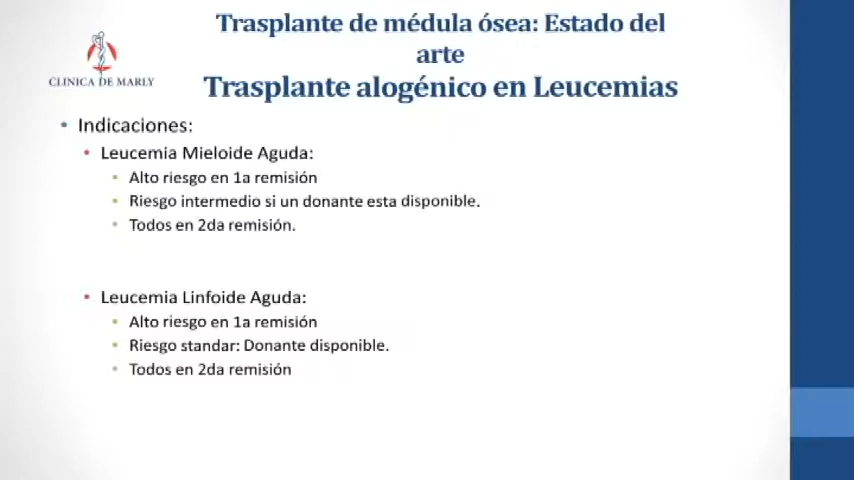 Trasplante de médula ósea: Estado del
arte
Trasplante alogénico en Leucemias
CLINICA DE MARLY
• Indicaciones:
• Leucemia Mieloide Aguda:
• Alto riesgo en 1a remisión
• Riesgo intermedio si un donante esta disponible.
• Todos en 2da remisión.
• Leucemia Linfoide Aguda:
• Alto riesgo en 1a remisión
• Riesgo standar: Donante disponible.
• Todos en 2da remisión